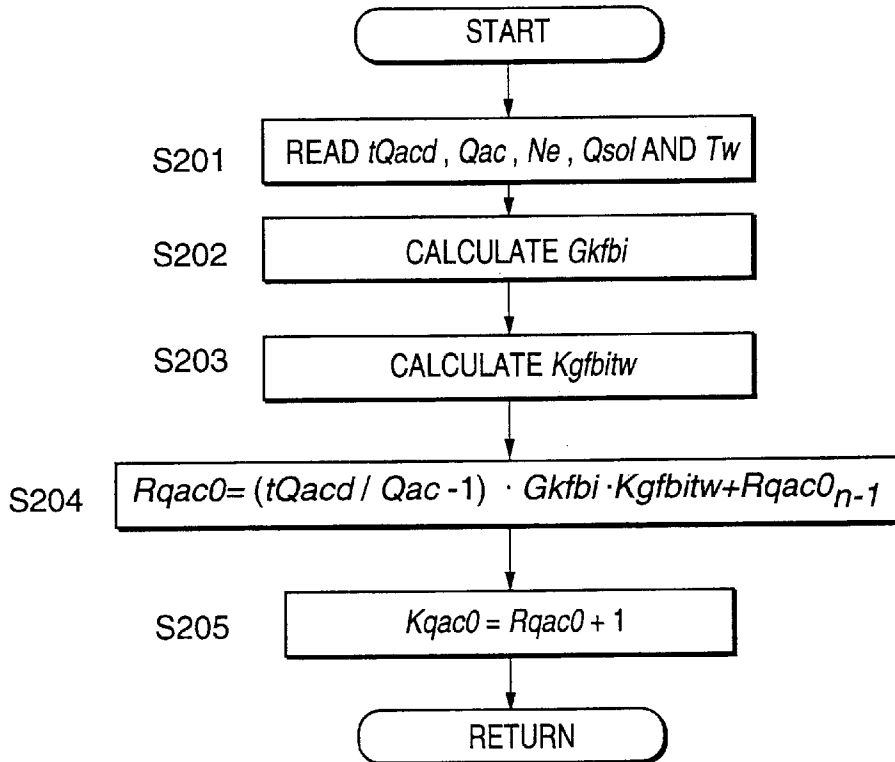 START
S201 READ tQacd , Qac , Ne , Qsol AND Tw
S202 CALCULATE Gkfbi
S203 CALCULATE Kgfbitw
S204 Rqac0= (tQacd / Qac -1) · Gkfbi ·Kgfbitw+Rqac0n-1
S205 Kqac0 = Rqac0 + 1
RETURN